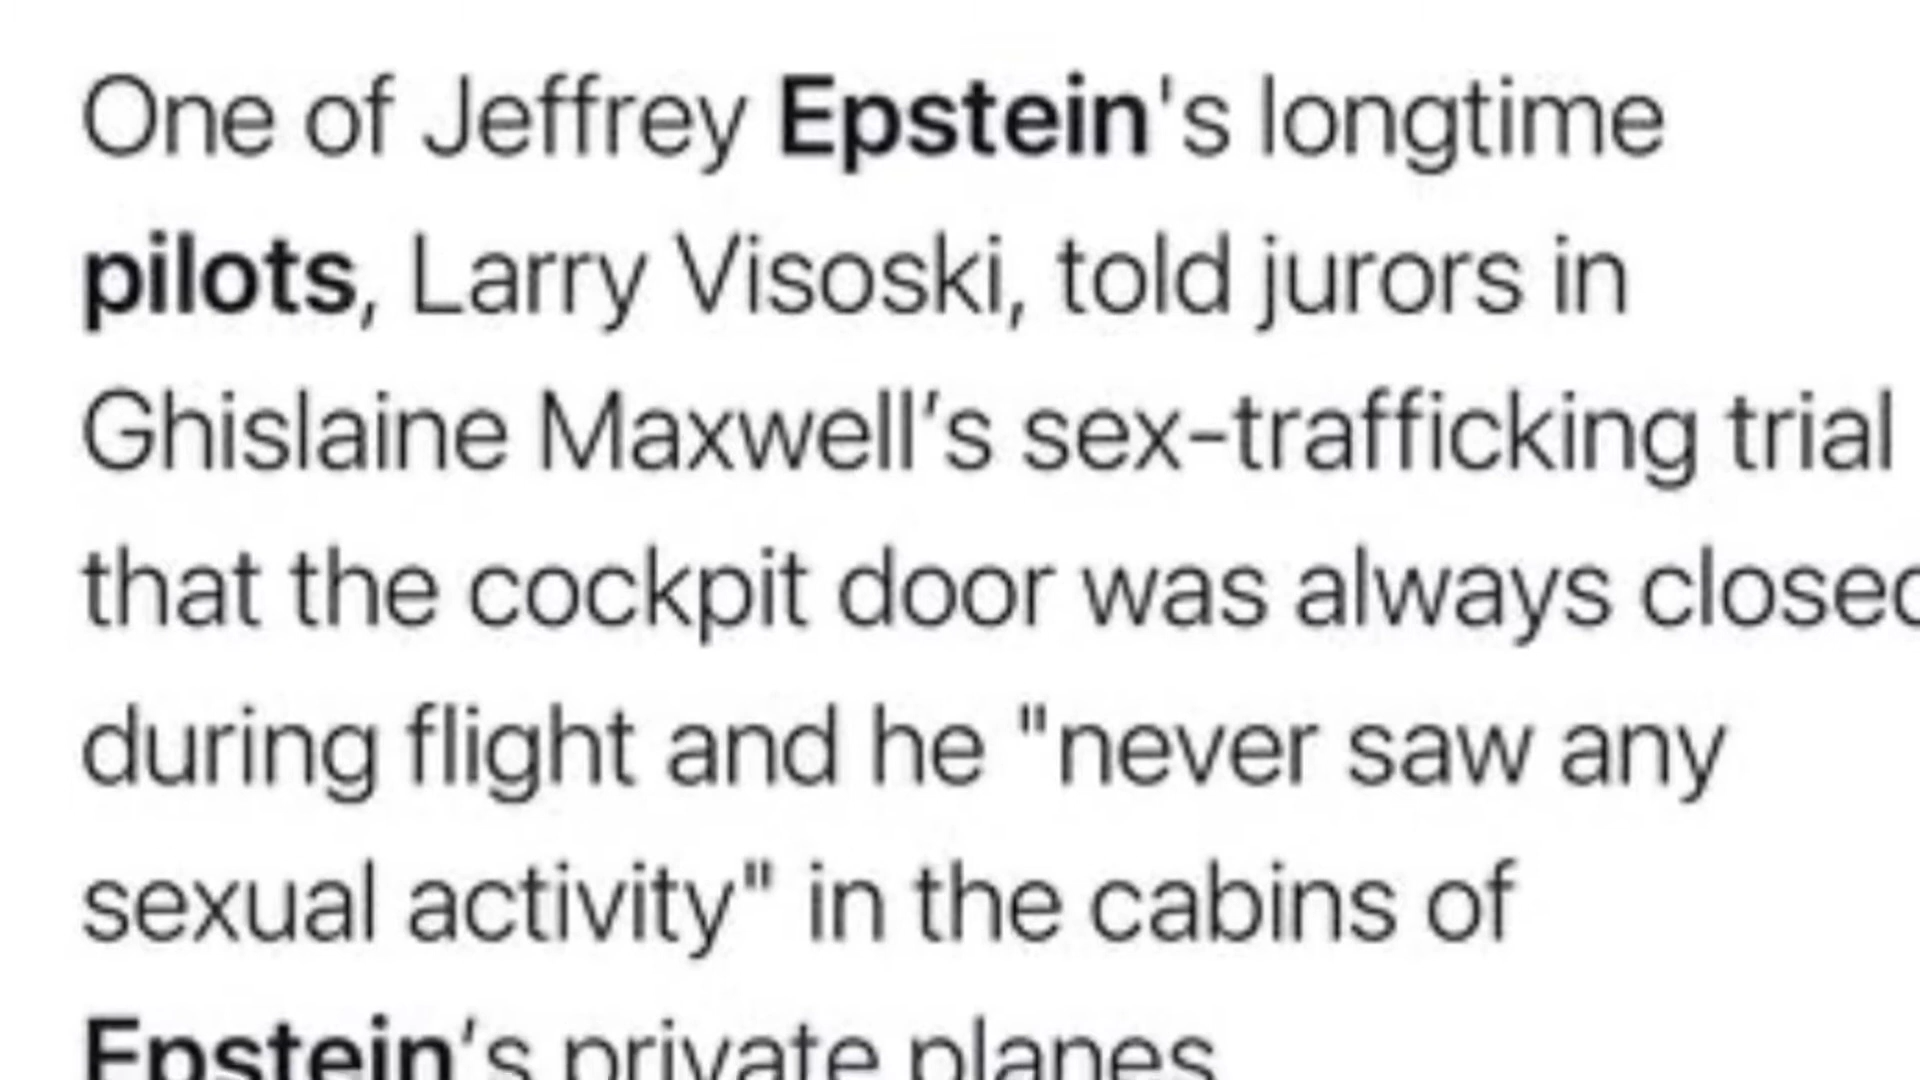 One of Jeffrey Epstein's longtime
pilots, Larry Visoski, told jurors in
Ghislaine Maxwell’s sex-trafficking trial
that the cockpit door was always closed
during flight and he "never saw any
sexual activity" in the cabins of
Epstein’s private planes